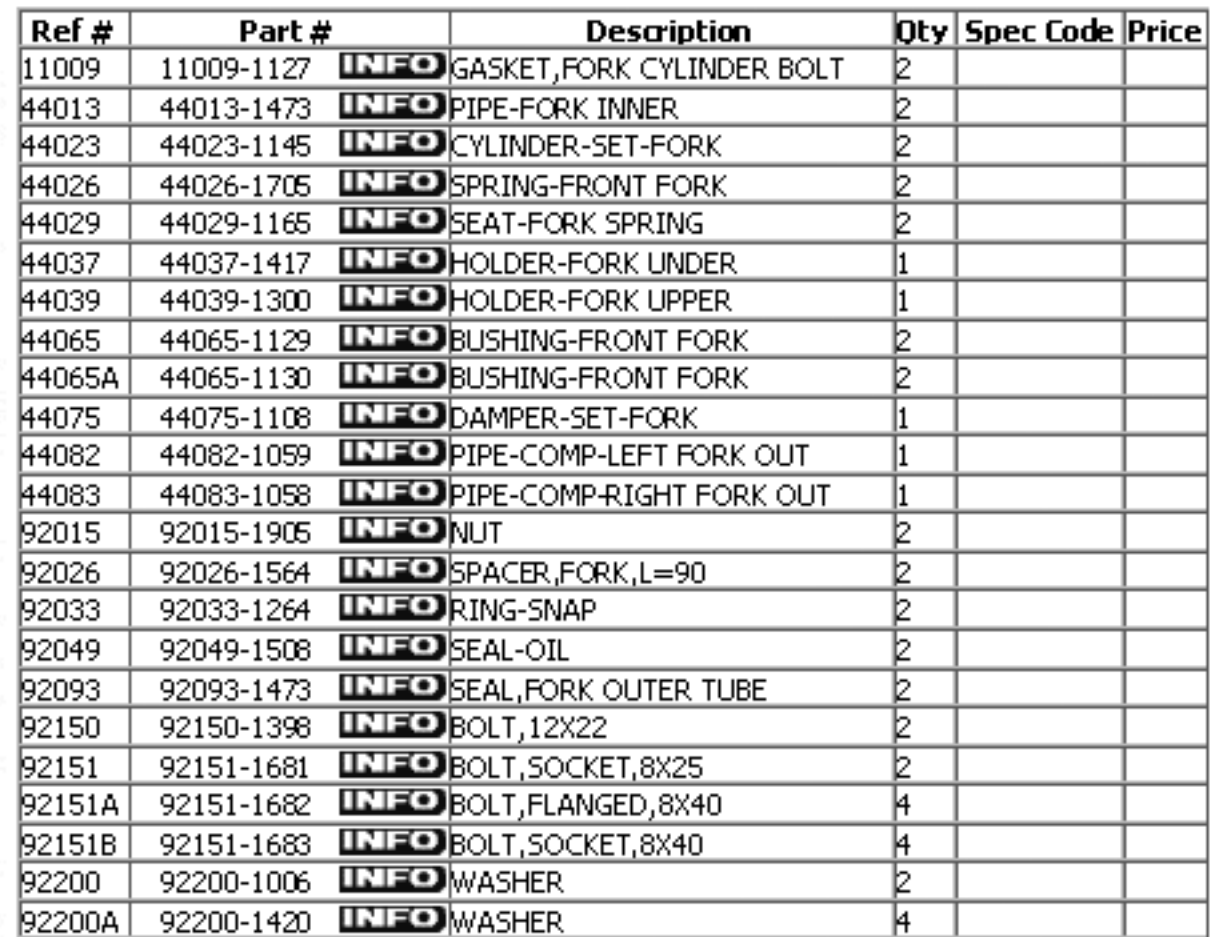 Ref # Part # Description Qty Spec Code Price
11009 11009-1127 INFO GASKET,FORK CYLINDER BOLT 2
44013 44013-1473 INFO PIPE-FORK INNER 2
44023 44023-1145 INFO CYLINDER-SET-FORK 2
44026 44026-1705 INFO SPRING-FRONT FORK 2
44029 44029-1165 INFO SEAT-FORK SPRING 2
44037 44037-1417 INFO HOLDER-FORK UNDER 1
44039 44039-1300 INFO HOLDER-FORK UPPER 1
44065 44065-1129 INFO BUSHING-FRONT FORK 2
44065A 44065-1130 INFO BUSHING-FRONT FORK 2
44075 44075-1108 INFO DAMPER-SET-FORK 1
44082 44082-1059 INFO PIPE-COMP-LEFT FORK OUT 1
44083 44083-1058 INFO PIPE-COMP-RIGHT FORK OUT 1
92015 92015-1905 INFO NUT 2
92026 92026-1564 INFO SPACER,FORK,L=90 2
92033 92033-1264 INFO RING-SNAP 2
92049 92049-1508 INFO SEAL-OIL 2
92093 92093-1473 INFO SEAL,FORK OUTER TUBE 2
92150 92150-1398 INFO BOLT,12X22 2
92151 92151-1681 INFO BOLT,SOCKET,8X25 2
92151A 92151-1682 INFO BOLT,FLANGED,8X40 4
92151B 92151-1683 INFO BOLT,SOCKET,8X40 4
92200 92200-1006 INFO WASHER 2
92200A 92200-1420 INFO WASHER 4